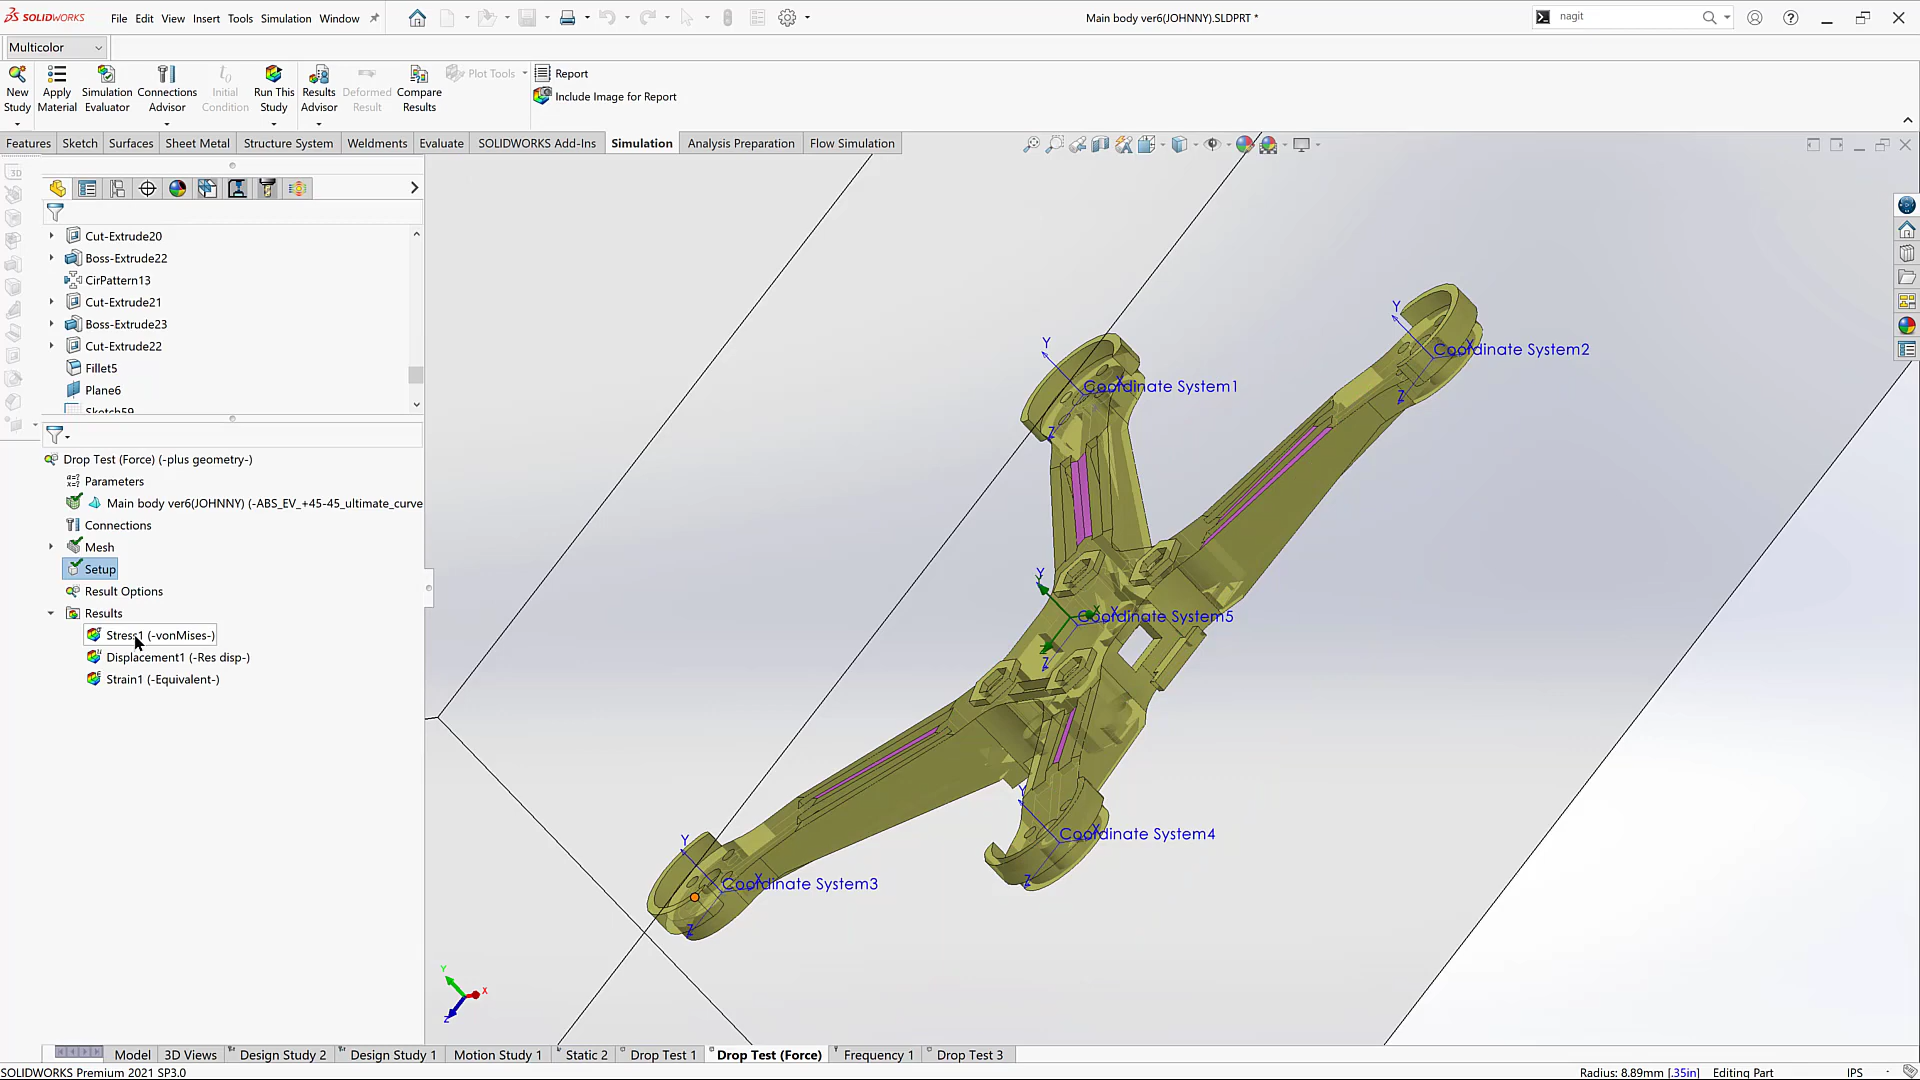 SOLIDWORKS File Edit View Insert Tools Simulation Window Main body ver6(JOHNNY).SLDPRT * nagit
Multicolor
New Study
Apply Material
Simulation Evaluator
Connections Advisor
Initial Condition
Run This Study
Results Advisor
Deformed Result
Compare Results
Plot Tools
Report
Include Image for Report
Features Sketch Surfaces Sheet Metal Structure System Weldments Evaluate SOLIDWORKS Add-Ins Simulation Analysis Preparation Flow Simulation
Cut-Extrude20
Boss-Extrude22
CirPattern13
Cut-Extrude21
Boss-Extrude23
Cut-Extrude22
Fillet5
Plane6
Sketch59
Drop Test (Force) (-plus geometry-)
Parameters
Main body ver6(JOHNNY) (-ABS_EV_+45-45_ultimate_curve
Connections
Mesh
Setup
Result Options
Results
Stress1 (-vonMises-)
Displacement1 (-Res disp-)
Strain1 (-Equivalent-)
Y Coordinate System2 X Z
Y Coordinate System1 X Z
Y Coordinate System5 X X Z Z
Y Coordinate System4 X Z
Y Coordinate System3 X Z
Y X Z
Model 3D Views Design Study 2 Design Study 1 Motion Study 1 Static 2 Drop Test 1 Drop Test (Force) Frequency 1 Drop Test 3
SOLIDWORKS Premium 2021 SP3.0 Radius: 8.89mm [.35in] Editing Part IPS